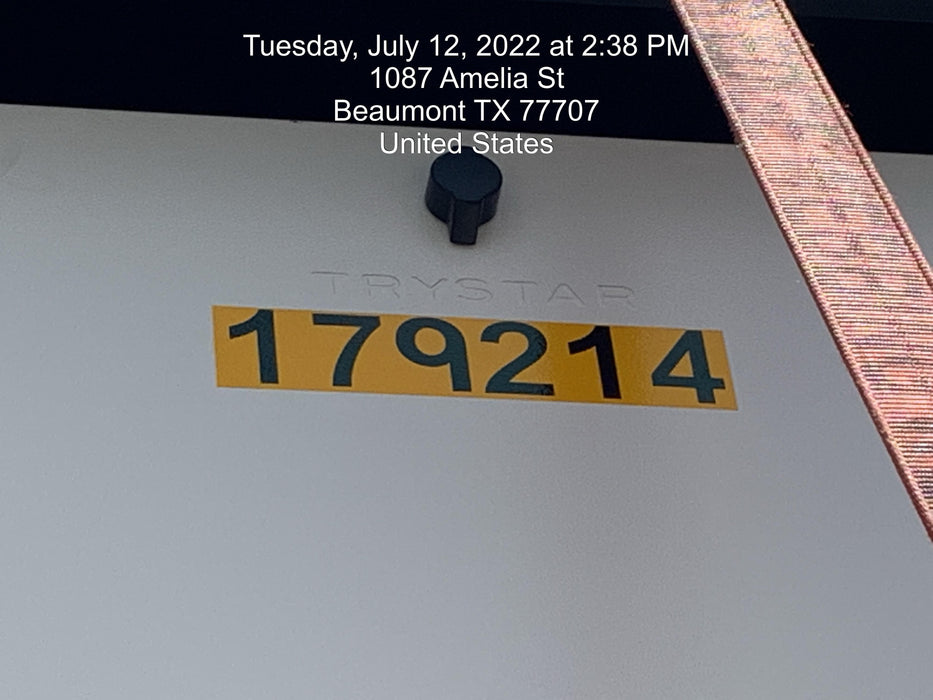 Tuesday, July 12, 2022 at 2:38 PM
1087 Amelia St
Beaumont TX 77707
United States
TRYSTAR
179214